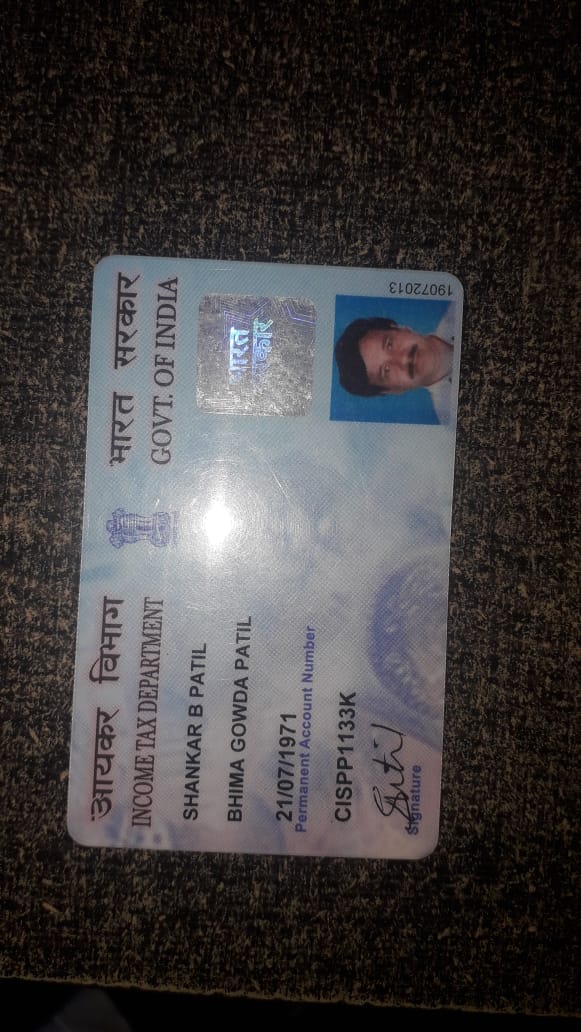 आयकर विभाग
INCOME TAX DEPARTMENT
भारत सरकार
GOVT. OF INDIA
SHANKAR B PATIL
BHIMA GOWDA PATIL
21/07/1971
Permanent Account Number
CISPP1133K
Signature
भारत
सरकार
19072013